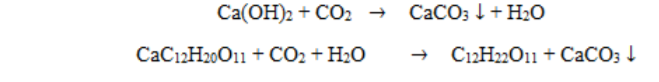 Ca(OH)₂ + CO₂ → CaCO₃ ↓ + H₂O
CaC₁₂H₂₀O₁₁ + CO₂ + H₂O → C₁₂H₂₂O₁₁ + CaCO₃ ↓